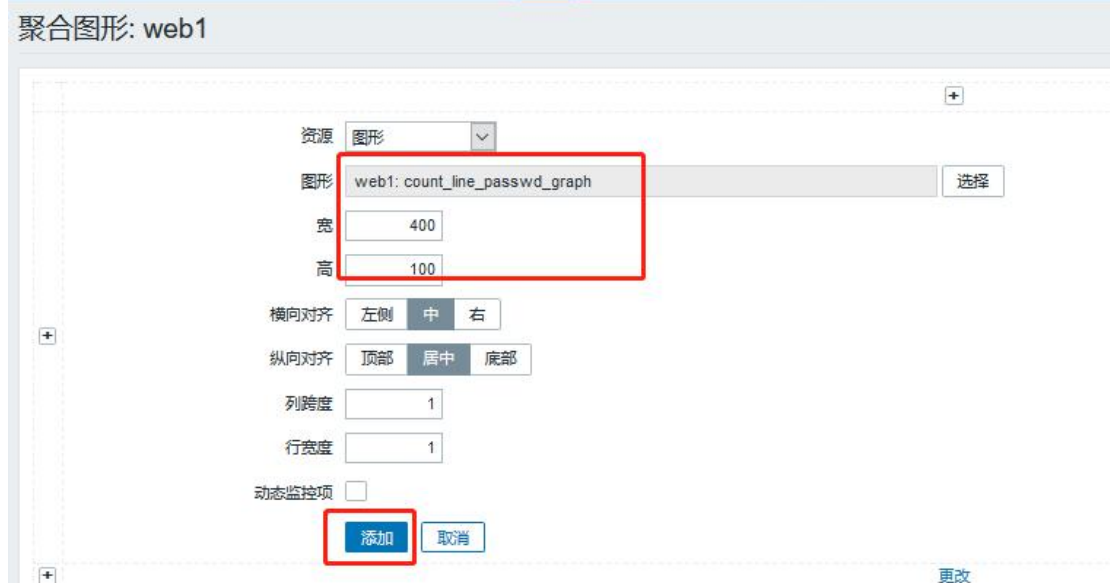 聚合图形: web1
资源 图形
图形 web1: count_line_passwd_graph 选择
宽 400
高 100
横向对齐 左侧 中 右
纵向对齐 顶部 居中 底部
列跨度 1
行宽度 1
动态监控项
添加 取消
更改